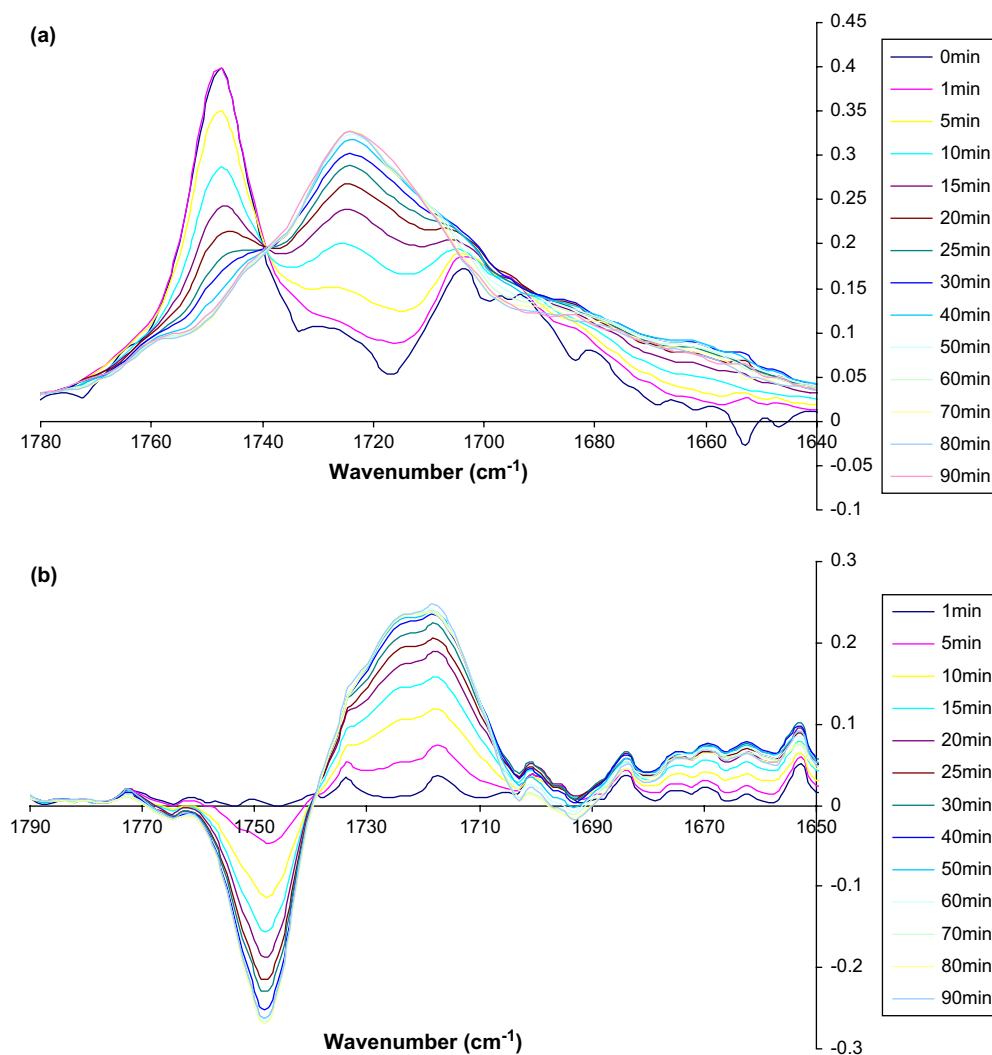 (a)
0.45
0.4
0.35
0.3
0.25
0.2
0.15
0.1
0.05
0
-0.05
-0.1
1780 1760 1740 1720 1700 1680 1660 1640
Wavenumber (cm⁻¹)
0min
1min
5min
10min
15min
20min
25min
30min
40min
50min
60min
70min
80min
90min
(b)
0.3
0.2
0.1
0
-0.1
-0.2
-0.3
1790 1770 1750 1730 1710 1690 1670 1650
Wavenumber (cm⁻¹)
1min
5min
10min
15min
20min
25min
30min
40min
50min
60min
70min
80min
90min